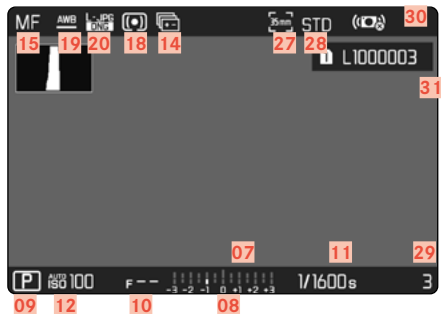 MF AWB L-JPG DNG 35mm STD 30
15 19 20 18 14 27 28
1 L1000003
31
07 11 29
P AUTO ISO 100 F-- -3 -2 -1 0 +1 +2 +3 1/1600s 3
09 12 10 08